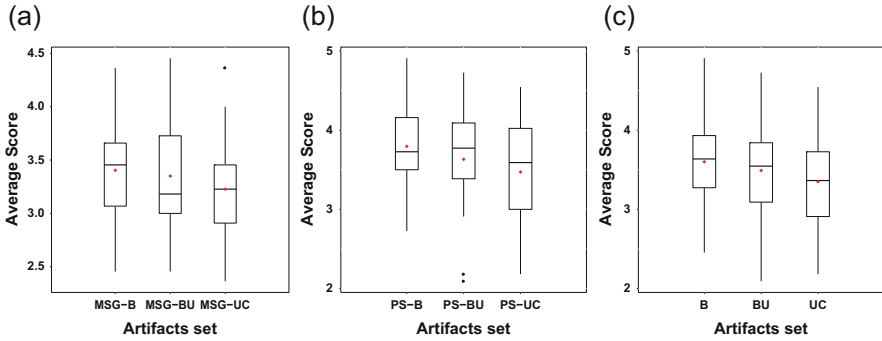 (a)
Average Score
4.5
4.0
3.5
3.0
2.5
MSG−B MSG−BU MSG−UC
Artifacts set
(b)
Average Score
5
4
3
2
PS−B PS−BU PS−UC
Artifacts set
(c)
Average Score
5
4
3
2
B BU UC
Artifacts set